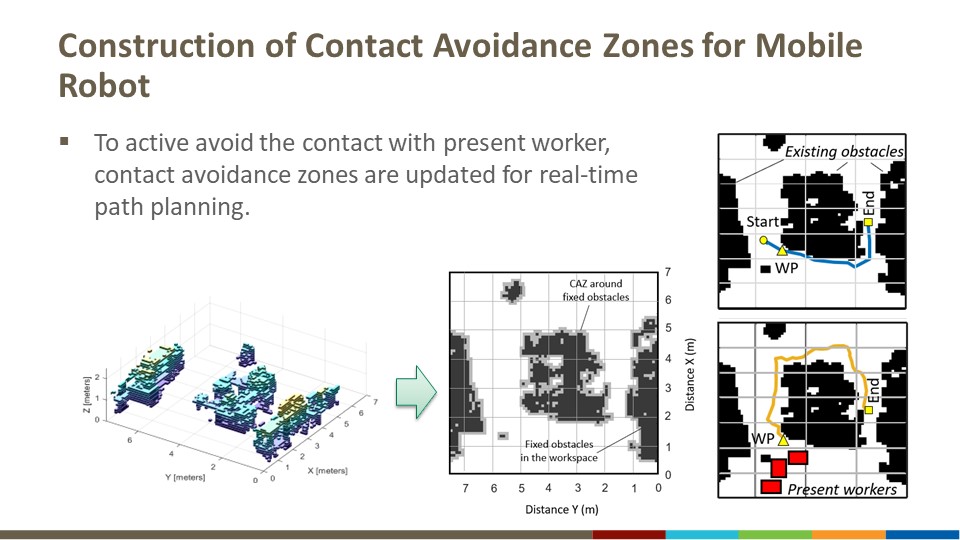 Construction of Contact Avoidance Zones for Mobile
Robot
▪ To active avoid the contact with present worker,
contact avoidance zones are updated for real-time
path planning.
Z [meters]
2
1
0
6
4
2
0
Y [meters]
0
1
2
3
4
5
6
7
X [meters]
CAZ around
fixed obstacles
Fixed obstacles
in the workspace
7
6
5
4
3
2
1
0
Distance X (m)
7 6 5 4 3 2 1 0
Distance Y (m)
Existing obstacles
Start
End
WP
End
WP
Present workers